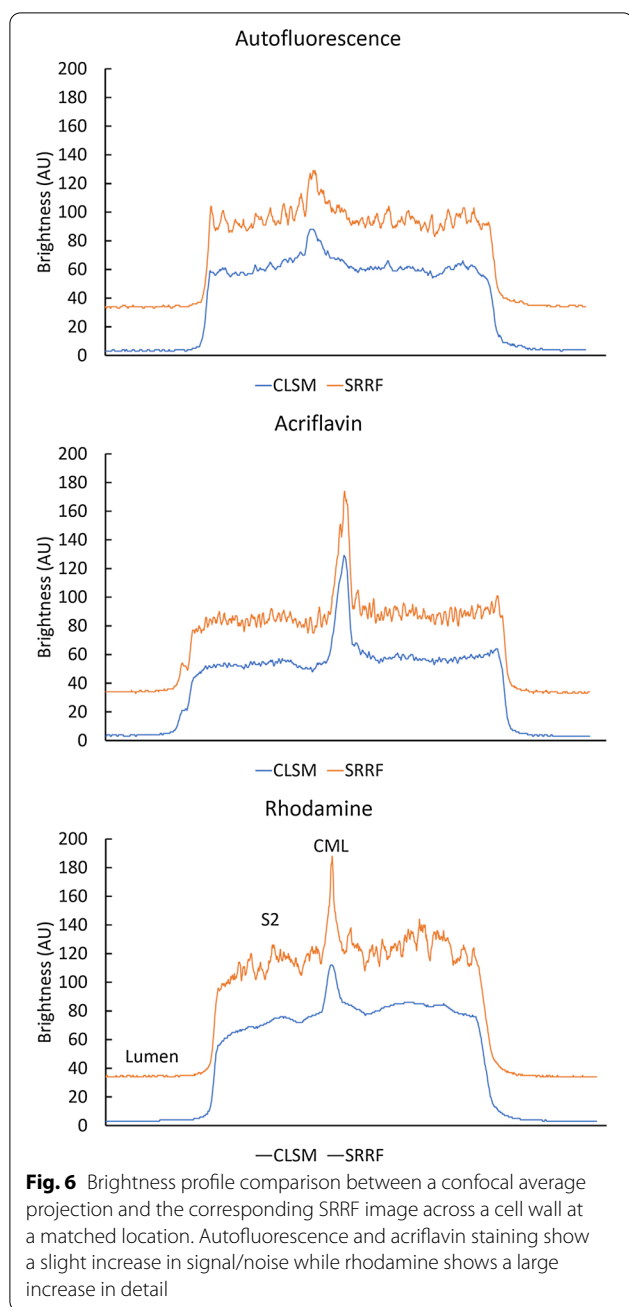 Autofluorescence
200
180
160
140
120
100
80
60
40
20
0
Brightness (AU)
CLSM SRRF
Acriflavin
200
180
160
140
120
100
80
60
40
20
0
Brightness (AU)
CLSM SRRF
Rhodamine
200
180
160
140
120
100
80
60
40
20
0
Brightness (AU)
CML
S2
Lumen
CLSM SRRF
Fig. 6 Brightness profile comparison between a confocal average
projection and the corresponding SRRF image across a cell wall at
a matched location. Autofluorescence and acriflavin staining show
a slight increase in signal/noise while rhodamine shows a large
increase in detail